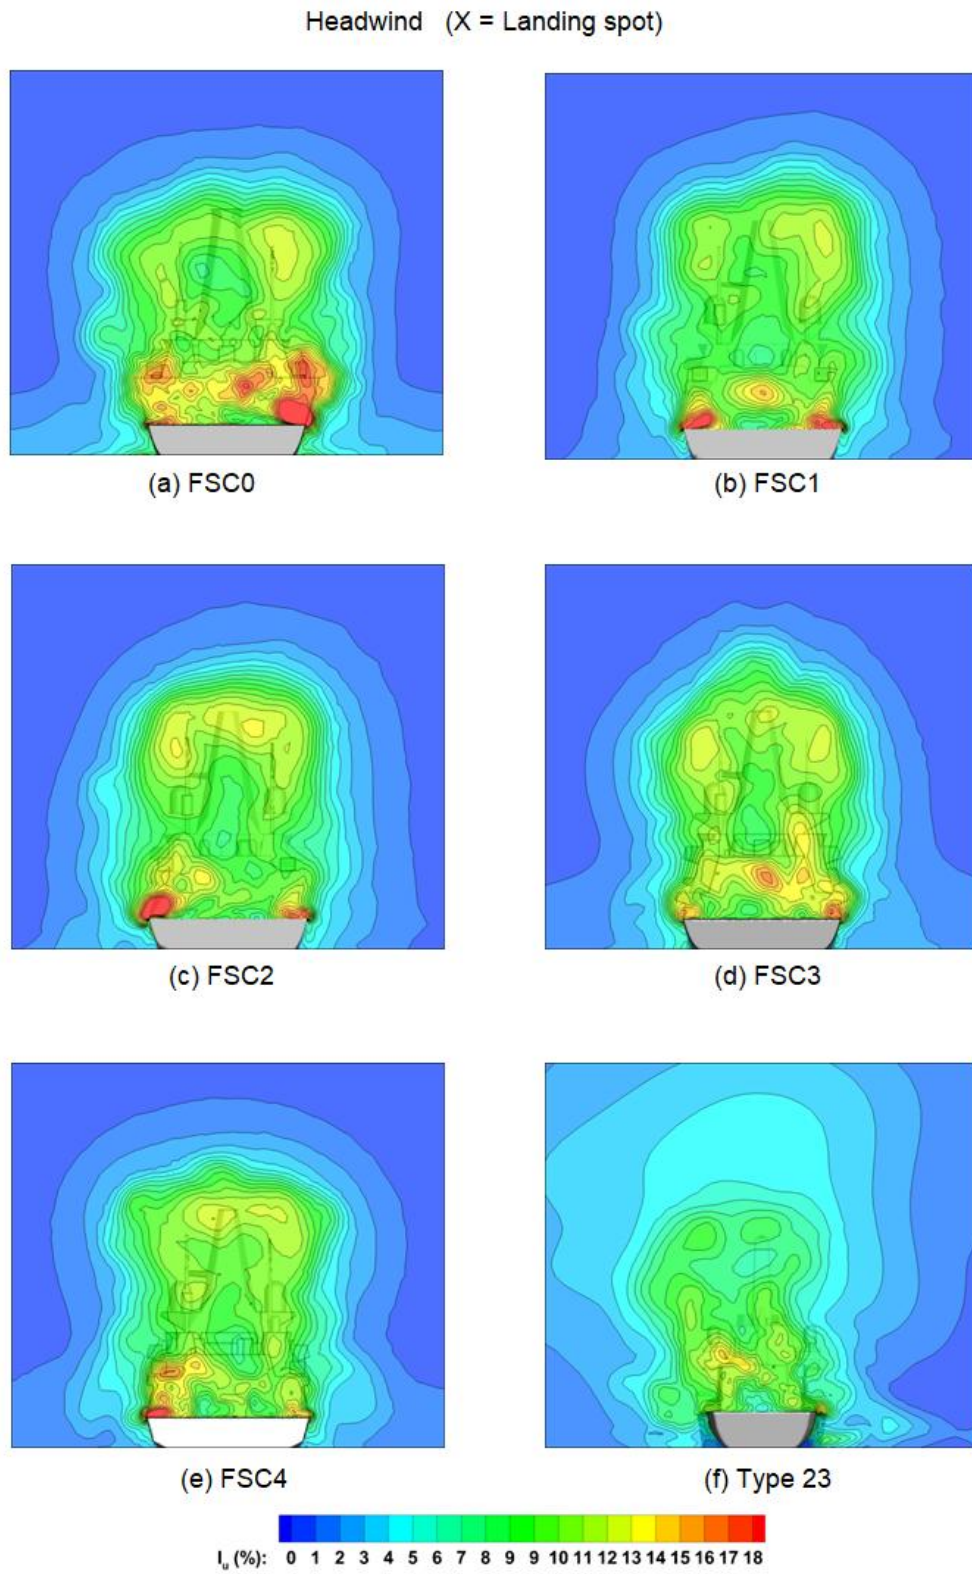 Headwind (X = Landing spot)
(a) FSC0
(b) FSC1
(c) FSC2
(d) FSC3
(e) FSC4
(f) Type 23
I_u (%): 0 1 2 3 4 5 6 7 8 9 9 10 11 12 13 14 15 16 17 18